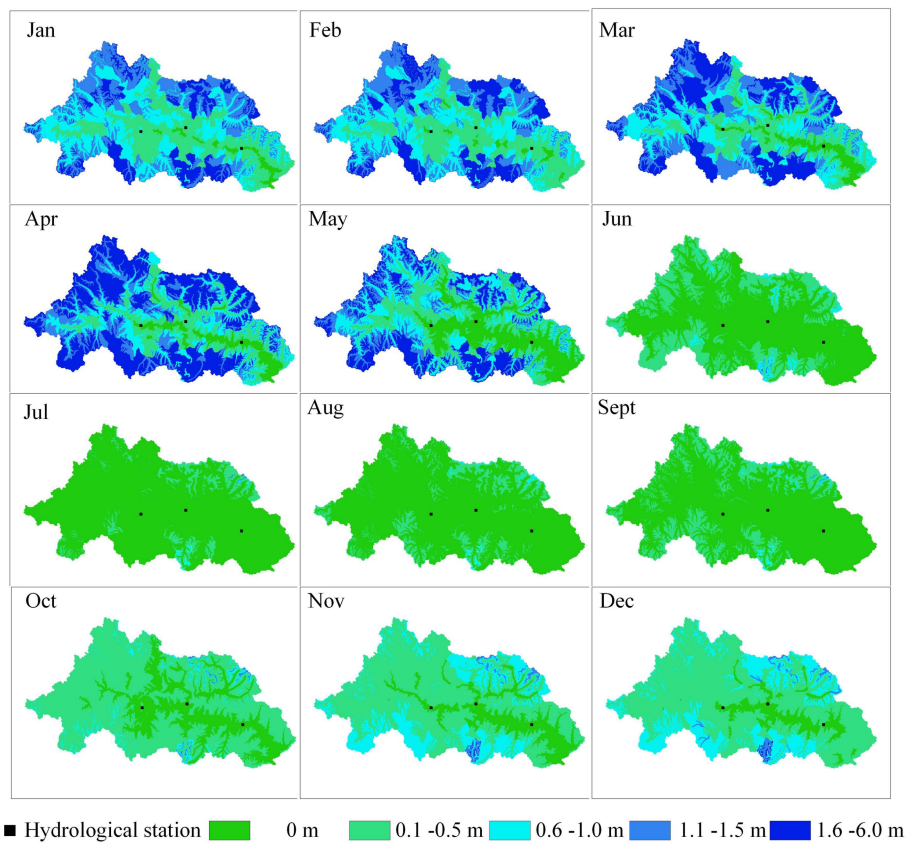 Jan
Feb
Mar
Apr
May
Jun
Jul
Aug
Sept
Oct
Nov
Dec
Hydrological station
0 m
0.1 -0.5 m
0.6 -1.0 m
1.1 -1.5 m
1.6 -6.0 m